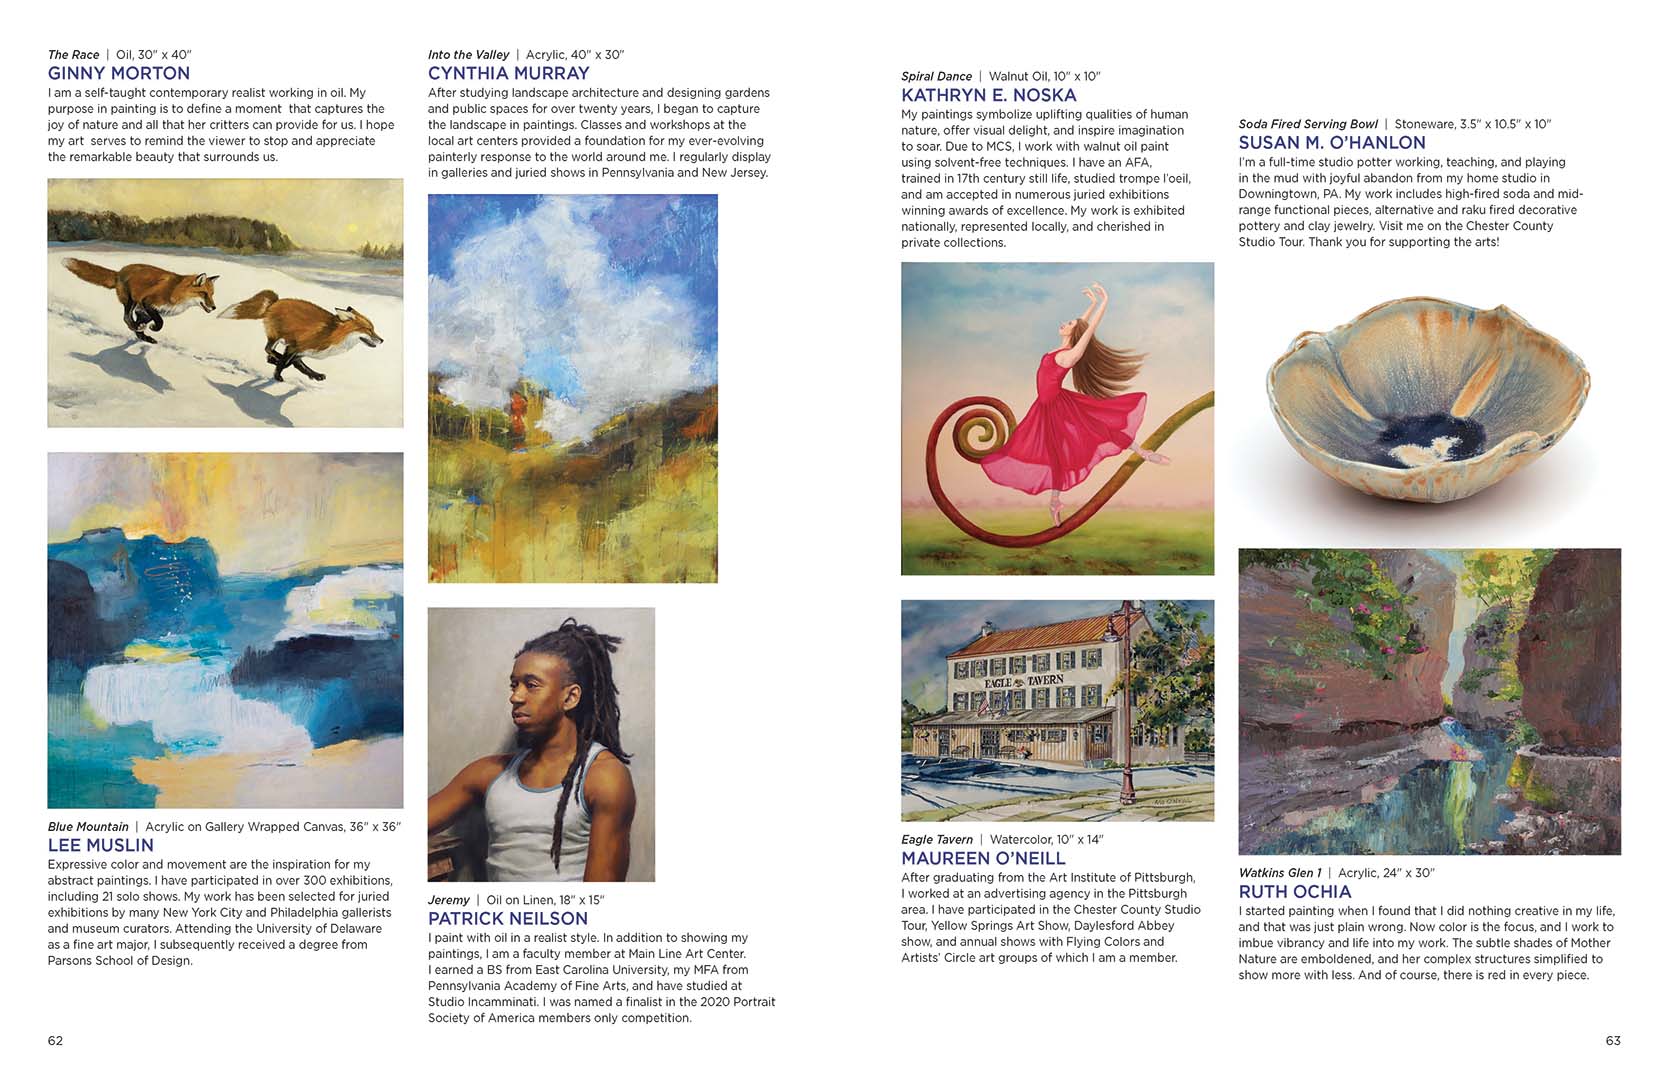 The Race | Oil, 30" x 40"
GINNY MORTON
I am a self-taught contemporary realist working in oil. My
purpose in painting is to define a moment that captures the
joy of nature and all that her critters can provide for us. I hope
my art serves to remind the viewer to stop and appreciate
the remarkable beauty that surrounds us.
Blue Mountain | Acrylic on Gallery Wrapped Canvas, 36" x 36"
LEE MUSLIN
Expressive color and movement are the inspiration for my
abstract paintings. I have participated in over 300 exhibitions,
including 21 solo shows. My work has been selected for juried
exhibitions by many New York City and Philadelphia gallerists
and museum curators. Attending the University of Delaware
as a fine art major, I subsequently received a degree from
Parsons School of Design.
62
Into the Valley | Acrylic, 40" x 30"
CYNTHIA MURRAY
After studying landscape architecture and designing gardens
and public spaces for over twenty years, I began to capture
the landscape in paintings. Classes and workshops at the
local art centers provided a foundation for my ever-evolving
painterly response to the world around me. I regularly display
in galleries and juried shows in Pennsylvania and New Jersey.
Jeremy | Oil on Linen, 18" x 15"
PATRICK NEILSON
I paint with oil in a realist style. In addition to showing my
paintings, I am a faculty member at Main Line Art Center.
I earned a BS from East Carolina University, my MFA from
Pennsylvania Academy of Fine Arts, and have studied at
Studio Incamminati. I was named a finalist in the 2020 Portrait
Society of America members only competition.
Spiral Dance | Walnut Oil, 10" x 10"
KATHRYN E. NOSKA
My paintings symbolize uplifting qualities of human
nature, offer visual delight, and inspire imagination
to soar. Due to MCS, I work with walnut oil paint
using solvent-free techniques. I have an AFA,
trained in 17th century still life, studied trompe l'oeil,
and am accepted in numerous juried exhibitions
winning awards of excellence. My work is exhibited
nationally, represented locally, and cherished in
private collections.
EAGLE TAVERN
Eagle Tavern | Watercolor, 10" x 14"
MAUREEN O'NEILL
After graduating from the Art Institute of Pittsburgh,
I worked at an advertising agency in the Pittsburgh
area. I have participated in the Chester County Studio
Tour, Yellow Springs Art Show, Daylesford Abbey
show, and annual shows with Flying Colors and
Artists' Circle art groups of which I am a member.
Soda Fired Serving Bowl | Stoneware, 3.5" x 10.5" x 10"
SUSAN M. O'HANLON
I'm a full-time studio potter working, teaching, and playing
in the mud with joyful abandon from my home studio in
Downingtown, PA. My work includes high-fired soda and mid-
range functional pieces, alternative and raku fired decorative
pottery and clay jewelry. Visit me on the Chester County
Studio Tour. Thank you for supporting the arts!
Watkins Glen 1 | Acrylic, 24" x 30"
RUTH OCHIA
I started painting when I found that I did nothing creative in my life,
and that was just plain wrong. Now color is the focus, and I work to
imbue vibrancy and life into my work. The subtle shades of Mother
Nature are emboldened, and her complex structures simplified to
show more with less. And of course, there is red in every piece.
63